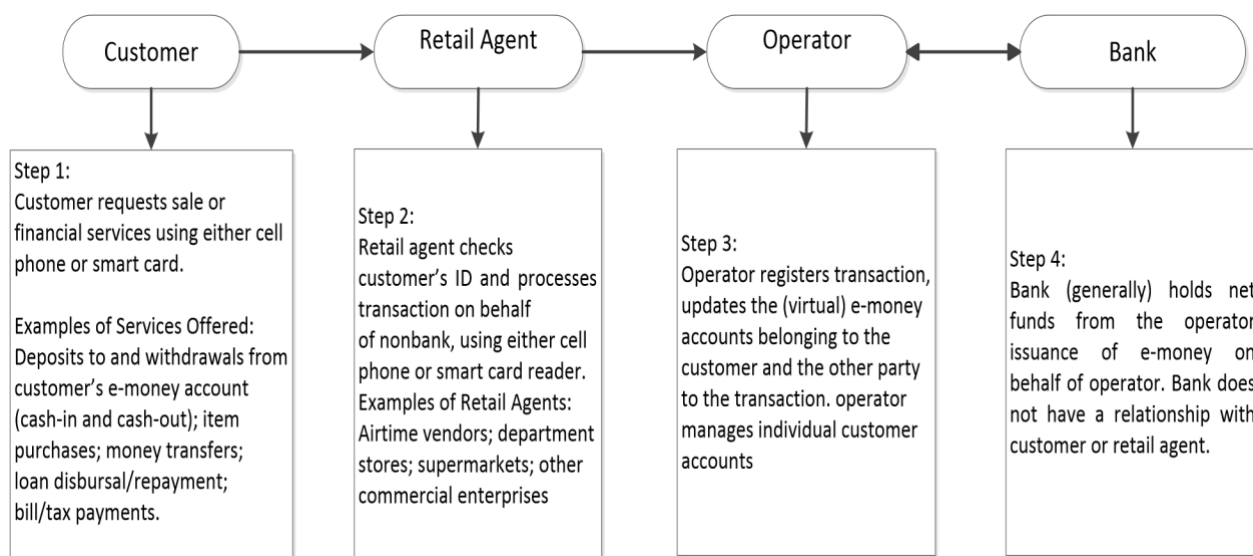 Customer
Retail Agent
Operator
Bank
Step 1:
Customer requests sale or
financial services using either cell
phone or smart card.
Examples of Services Offered:
Deposits to and withdrawals from
customer's e-money account
(cash-in and cash-out); item
purchases; money transfers;
loan disbursal/repayment;
bill/tax payments.
Step 2:
Retail agent checks
customer's ID and processes
transaction on behalf
of nonbank, using either cell
phone or smart card reader.
Examples of Retail Agents:
Airtime vendors; department
stores; supermarkets; other
commercial enterprises
Step 3:
Operator registers transaction,
updates the (virtual) e-money
accounts belonging to the
customer and the other party
to the transaction. operator
manages individual customer
accounts
Step 4:
Bank (generally) holds net
funds from the operator
issuance of e-money on
behalf of operator. Bank does
not have a relationship with
customer or retail agent.